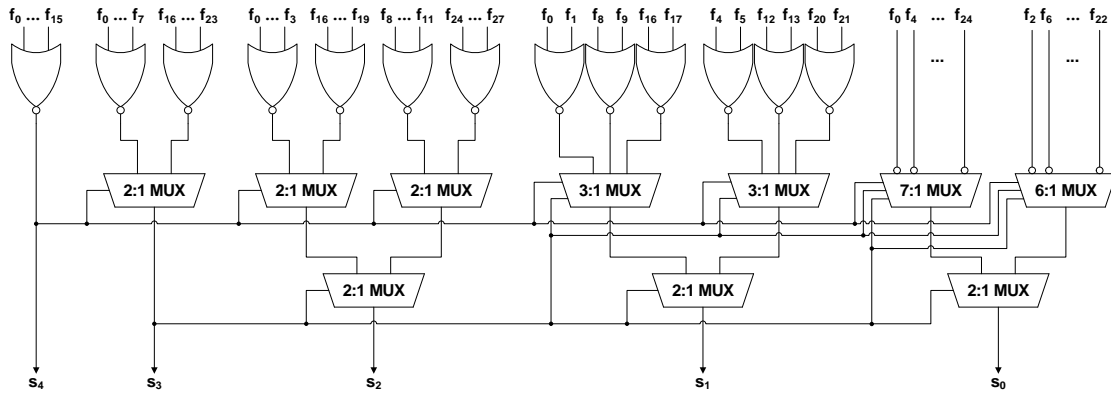 f₀ ... f₁₅ f₀ ... f₇ f₁₆ ... f₂₃ f₀ ... f₃ f₁₆ ... f₁₉ f₈ ... f₁₁ f₂₄ ... f₂₇ f₀ f₁ f₈ f₉ f₁₆ f₁₇ f₄ f₅ f₁₂ f₁₃ f₂₀ f₂₁ f₀ f₄ ... f₂₄ f₂ f₆ ... f₂₂
... ...
2:1 MUX 2:1 MUX 2:1 MUX 3:1 MUX 3:1 MUX 7:1 MUX 6:1 MUX
2:1 MUX 2:1 MUX 2:1 MUX
s₄ s₃ s₂ s₁ s₀